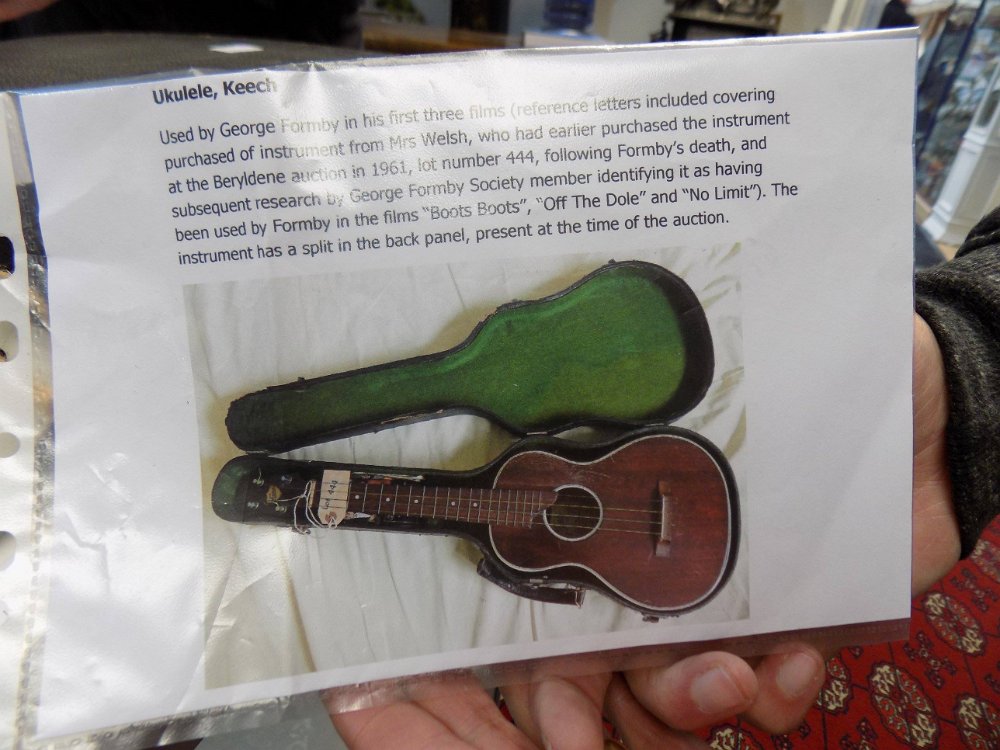 Ukulele, Keech
Used by George Formby in his first three films (reference letters included covering
purchased of instrument from Mrs Welsh, who had earlier purchased the instrument
at the Beryldene auction in 1961, lot number 444, following Formby's death, and
subsequent research by George Formby Society member identifying it as having
been used by Formby in the films "Boots Boots", "Off The Dole" and "No Limit"). The
instrument has a split in the back panel, present at the time of the auction.
Lot 444